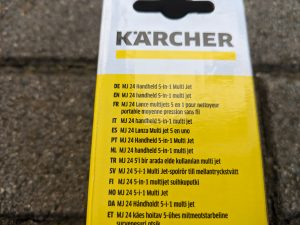 KÄRCHER
DE MJ 24 Handheld 5-in-1 Multi Jet
EN MJ 24 handheld 5-in-1 multi jet
FR MJ 24 Lance multijets 5 en 1 pour nettoyeur
portable moyenne pression sans fil
IT MJ 24 handheld 5-in-1 multi jet
ES MJ 24 Lanza Multi Jet 5 en uno
PT MJ 24 Handheld 5-in-1 Multi Jet
NL MJ 24 handheld 5-in-1 multi jet
TR MJ 24 5'i bir arada elde kullanılan multi jet
SV MJ 24 5-i-1 Multi Jet-spolrör till mellantryckstvätt
FI MJ 24 5-in-1 multijet suihkuputki
NO MJ 24 5-i-1 Multi Jet
DA MJ 24 Håndholdt 5-i-1 multi jet
ET MJ 24 käes hoitav 5-ühes mitmeotstarbeline
survepesuri otsik